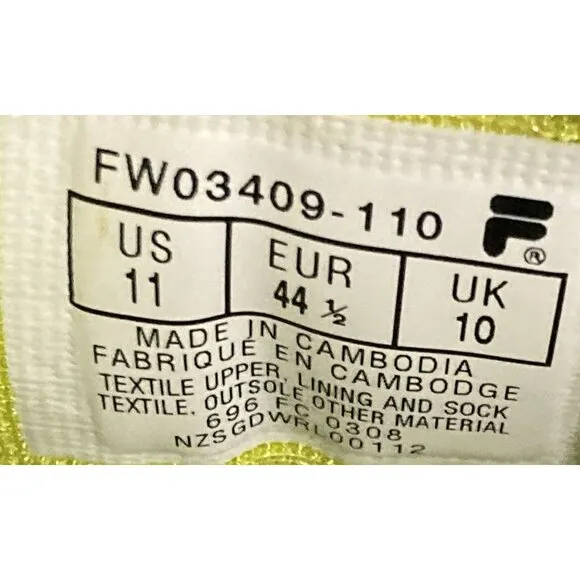 FW03409-110
US EUR UK
11 44 ½ 10
MADE IN CAMBODIA
FABRIQUE EN CAMBODGE
TEXTILE UPPER, LINING AND SOCK
TEXTILE. OUTSOLE OTHER MATERIAL
696 FC 0308
NZSGDWRL00112